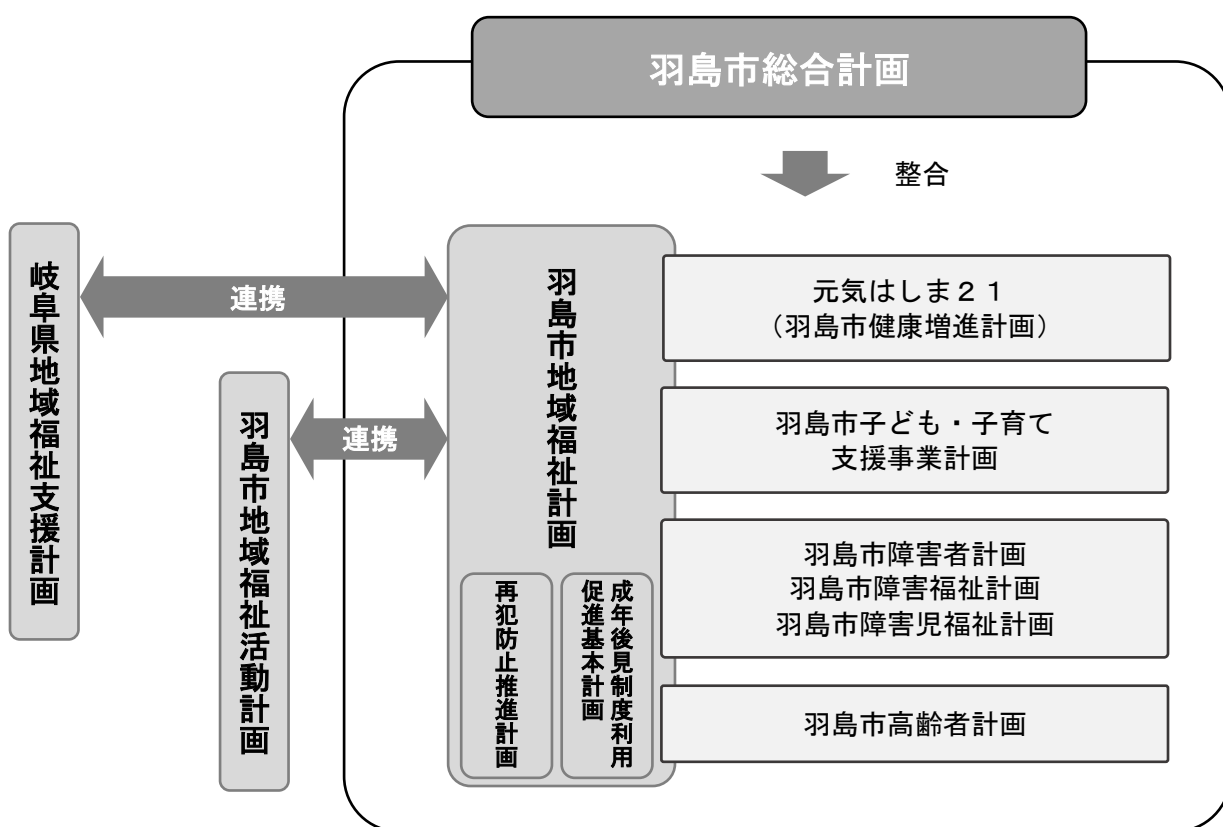 羽島市総合計画
整合
岐阜県地域福祉支援計画
連携
羽島市地域福祉活動計画
連携
羽島市地域福祉計画
再犯防止推進計画
成年後見制度利用
促進基本計画
元気はしま２１
（羽島市健康増進計画）
羽島市子ども・子育て
支援事業計画
羽島市障害者計画
羽島市障害福祉計画
羽島市障害児福祉計画
羽島市高齢者計画